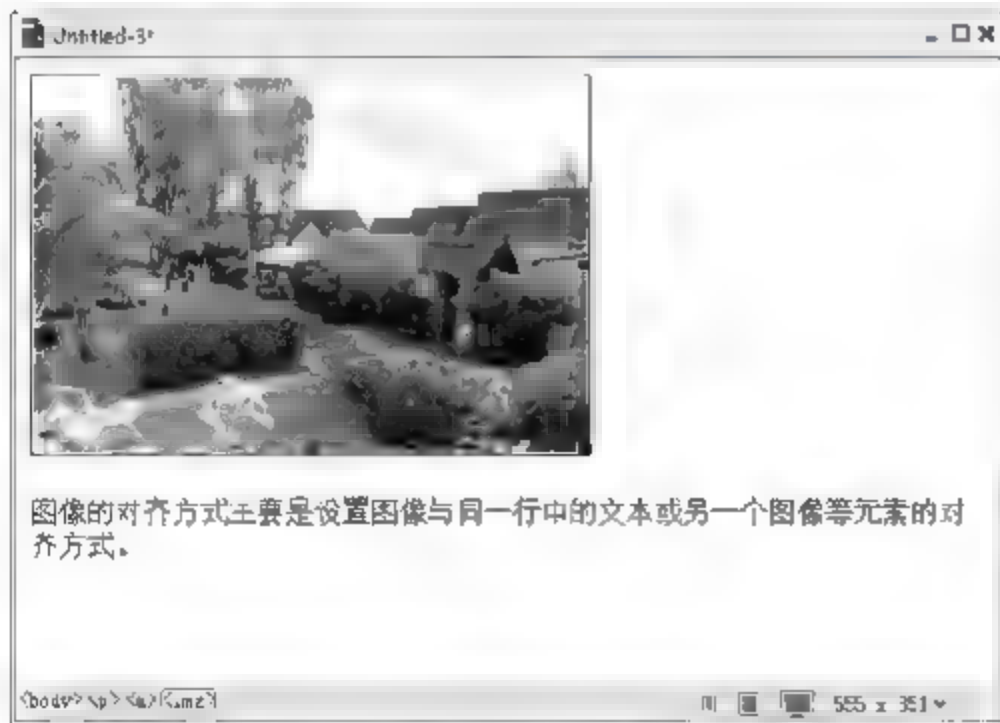 Untitled-3*
图像的对齐方式主要是设置图像与同一行中的文本或另一个图像等元素的对
齐方式。
<body> <p> <a> <img> 555 x 351